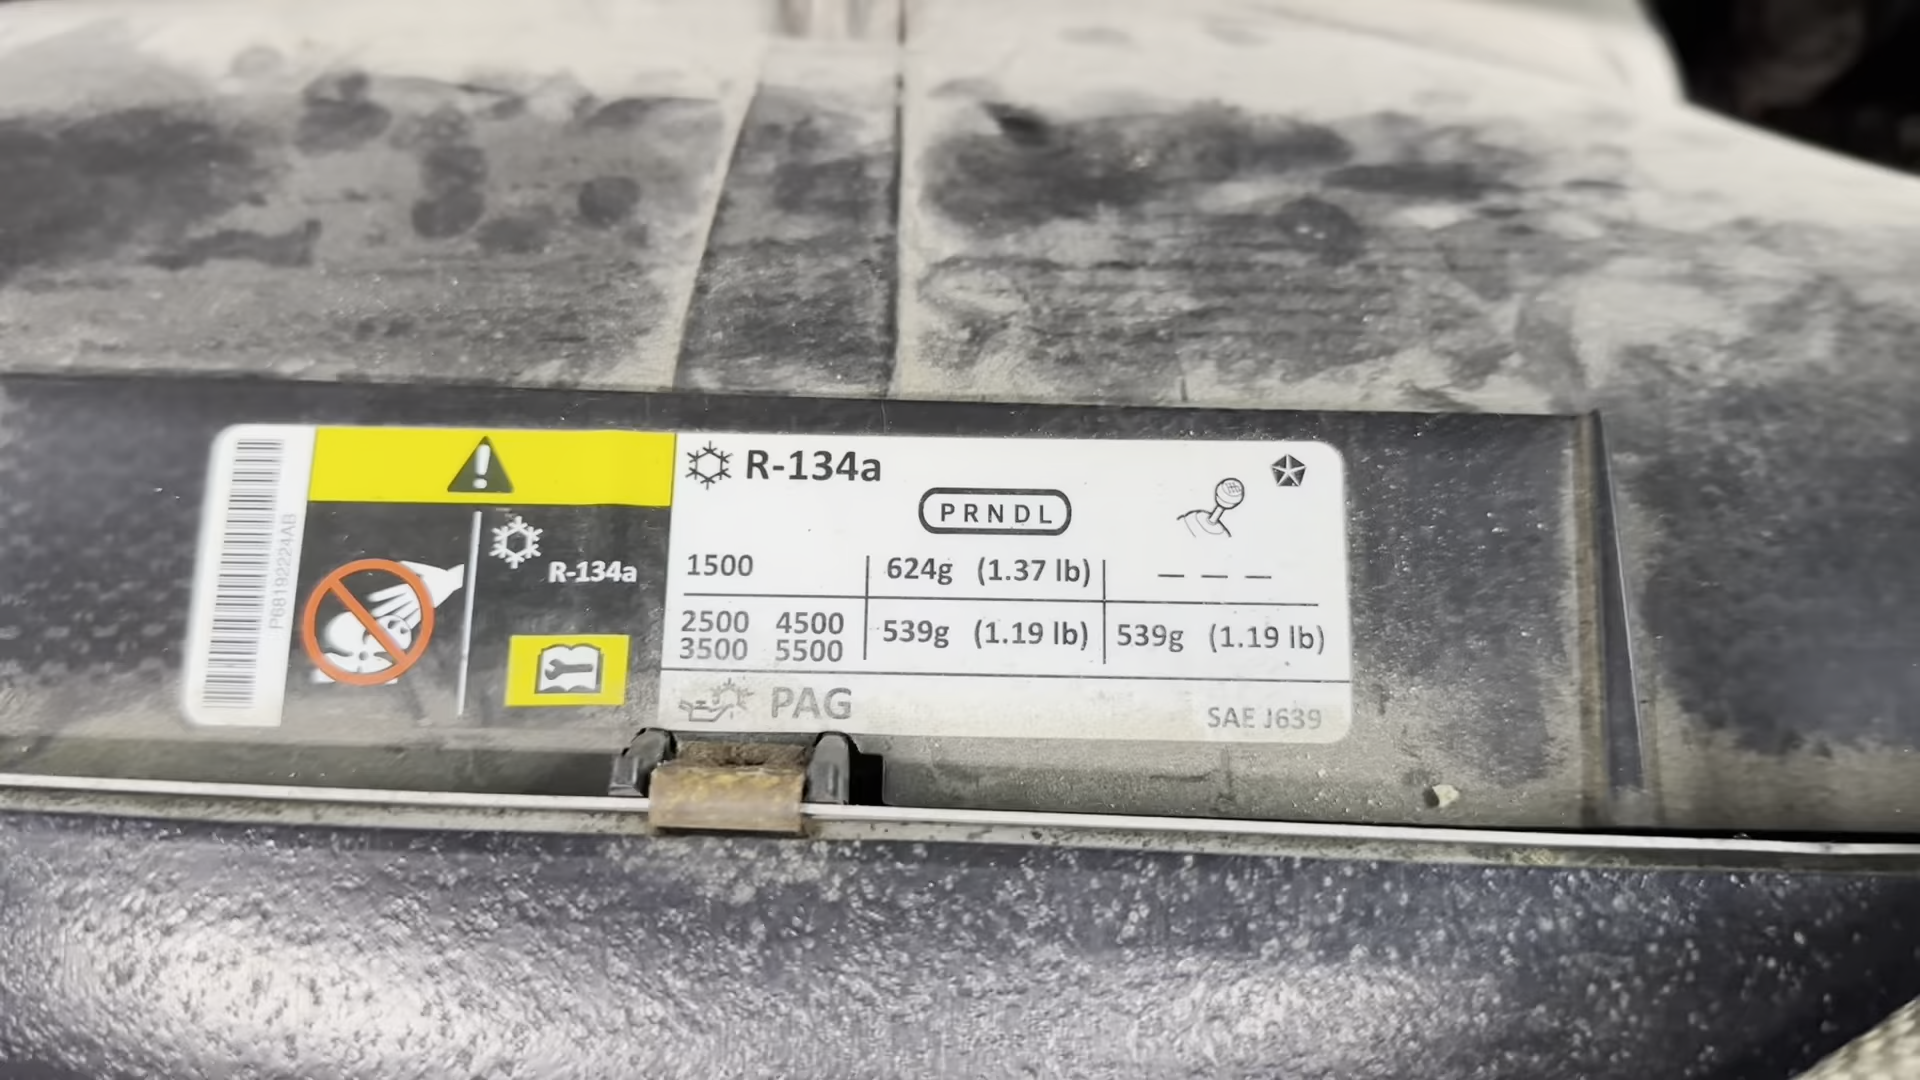 P68192224AB
R-134a
R-134a
PRNDL
1500 624g (1.37 lb) — — —
2500 4500
3500 5500
539g (1.19 lb) 539g (1.19 lb)
PAG
SAE J639